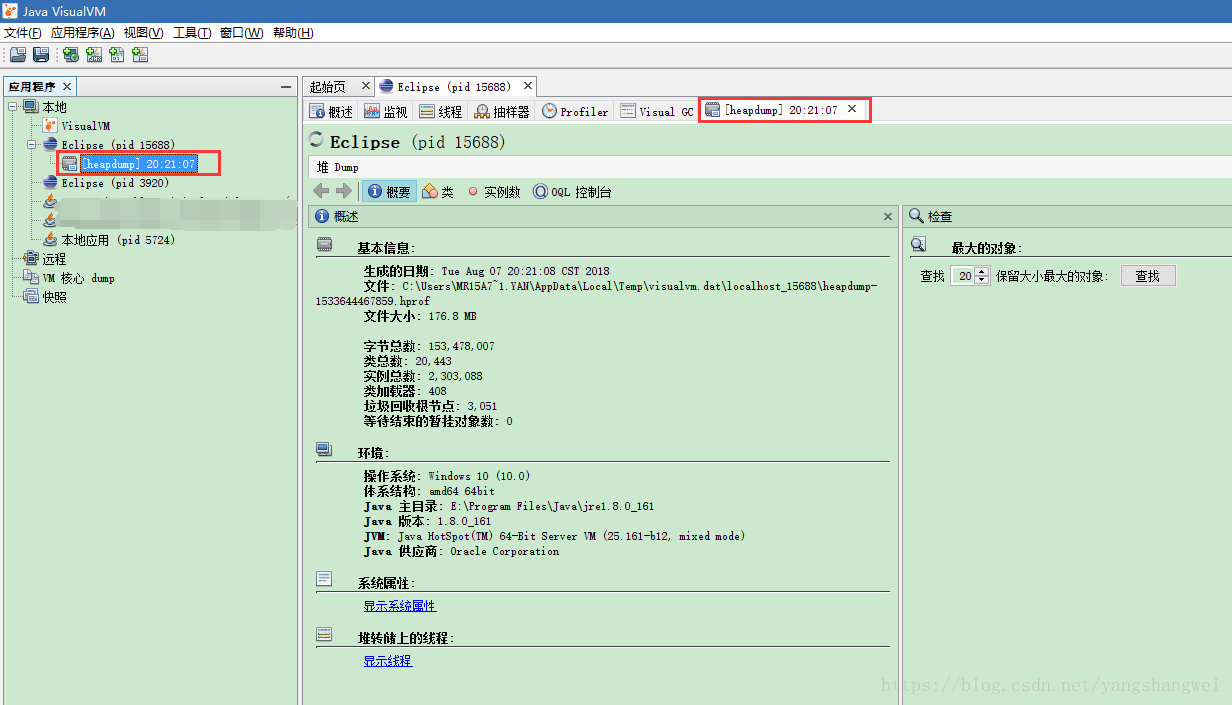 Java VisualVM
文件(F) 应用程序(A) 视图(V) 工具(T) 窗口(W) 帮助(H)
应用程序
本地
VisualVM
Eclipse (pid 15688)
[heapdump] 20:21:07
Eclipse (pid 3920)
本地应用 (pid 5724)
远程
VM 核心 dump
快照
起始页 Eclipse (pid 15688)
概述 监视 线程 抽样器 Profiler Visual GC [heapdump] 20:21:07
Eclipse (pid 15688)
堆 Dump
概要 类 实例数 OQL 控制台
概述
基本信息:
生成的日期: Tue Aug 07 20:21:08 CST 2018
文件: C:\Users\MR15A7~1.YAN\AppData\Local\Temp\visualvm.dat\localhost_15688\heapdump-
1533644467859.hprof
文件大小: 176.8 MB
字节总数: 153,478,007
类总数: 20,443
实例总数: 2,303,088
类加载器: 408
垃圾回收根节点: 3,051
等待结束的暂挂对象数: 0
环境:
操作系统: Windows 10 (10.0)
体系结构: amd64 64bit
Java 主目录: E:\Program Files\Java\jre1.8.0_161
Java 版本: 1.8.0_161
JVM: Java HotSpot(TM) 64-Bit Server VM (25.161-b12, mixed mode)
Java 供应商: Oracle Corporation
系统属性:
显示系统属性
堆转储上的线程:
显示线程
检查
最大的对象:
查找 20 保留大小最大的对象: 查找
https://blog.csdn.net/yangshangwei